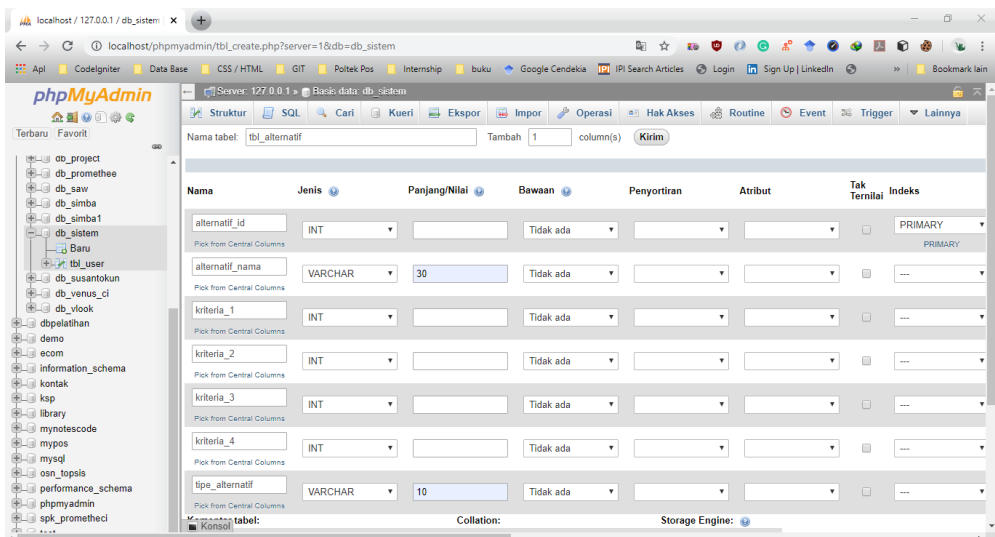 localhost / 127.0.0.1 / db_sistem
localhost/phpmyadmin/tbl_create.php?server=1&db=db_sistem
Apl CodeIgniter Data Base CSS / HTML GIT Poltek Pos Internship buku Google Cendekia IPI Search Articles Login Sign Up | LinkedIn » Bookmark lain
phpMyAdmin
Terbaru Favorit
db_project
db_promethee
db_saw
db_simba
db_simba1
db_sistem
Baru
tbl_user
db_susantokun
db_venus_ci
db_vlook
dbpelatihan
demo
ecom
information_schema
kontak
ksp
library
mynotescode
mypos
mysql
osn_topsis
performance_schema
phpmyadmin
spk_prometheci
Server: 127.0.0.1 » Basis data: db_sistem
Struktur SQL Cari Kueri Ekspor Impor Operasi Hak Akses Routine Event Trigger Lainnya
Nama tabel: tbl_alternatif Tambah 1 column(s) Kirim
Nama Jenis Panjang/Nilai Bawaan Penyortiran Atribut Tak Ternilai Indeks
alternatif_id INT Tidak ada PRIMARY
Pick from Central Columns PRIMARY
alternatif_nama VARCHAR 30 Tidak ada ---
Pick from Central Columns
kriteria_1 INT Tidak ada ---
Pick from Central Columns
kriteria_2 INT Tidak ada ---
Pick from Central Columns
kriteria_3 INT Tidak ada ---
Pick from Central Columns
kriteria_4 INT Tidak ada ---
Pick from Central Columns
tipe_alternatif VARCHAR 10 Tidak ada ---
Pick from Central Columns
tabel: Collation: Storage Engine:
Konsol